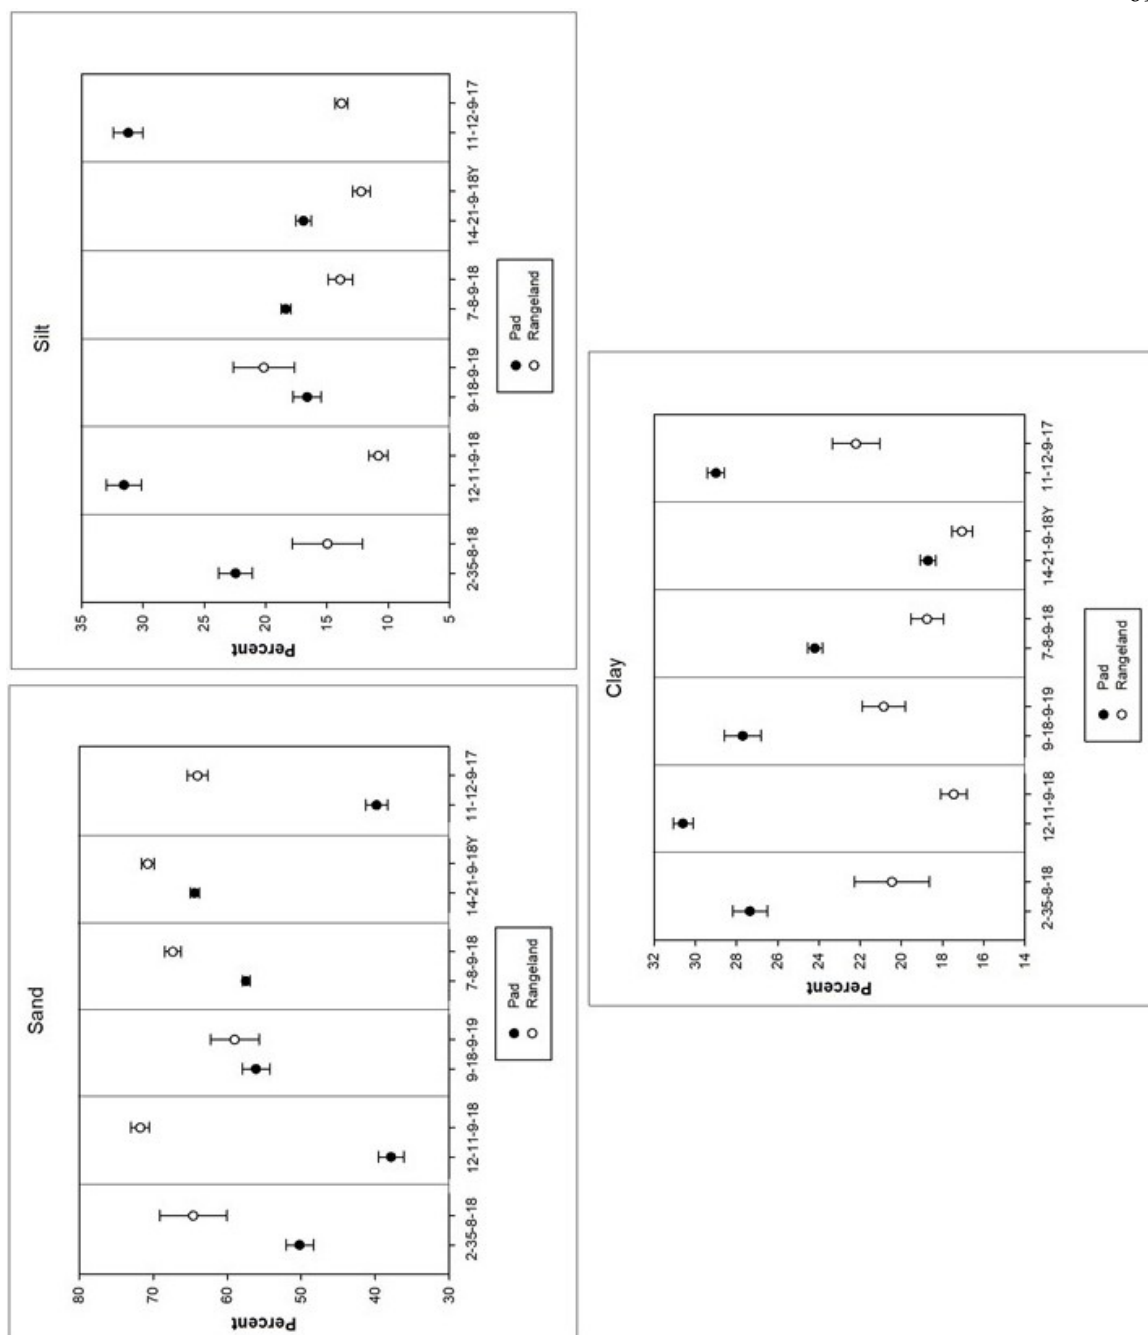 Sand
80
70
60
50
40
30
Percent
2-35-8-18
12-11-9-18
9-18-9-19
7-8-9-18
14-21-9-18Y
11-12-9-17
Pad
Rangeland
Silt
35
30
25
20
15
10
5
Percent
2-35-8-18
12-11-9-18
9-18-9-19
7-8-9-18
14-21-9-18Y
11-12-9-17
Pad
Rangeland
Clay
32
30
28
26
24
22
20
18
16
14
Percent
2-35-8-18
12-11-9-18
9-18-9-19
7-8-9-18
14-21-9-18Y
11-12-9-17
Pad
Rangeland